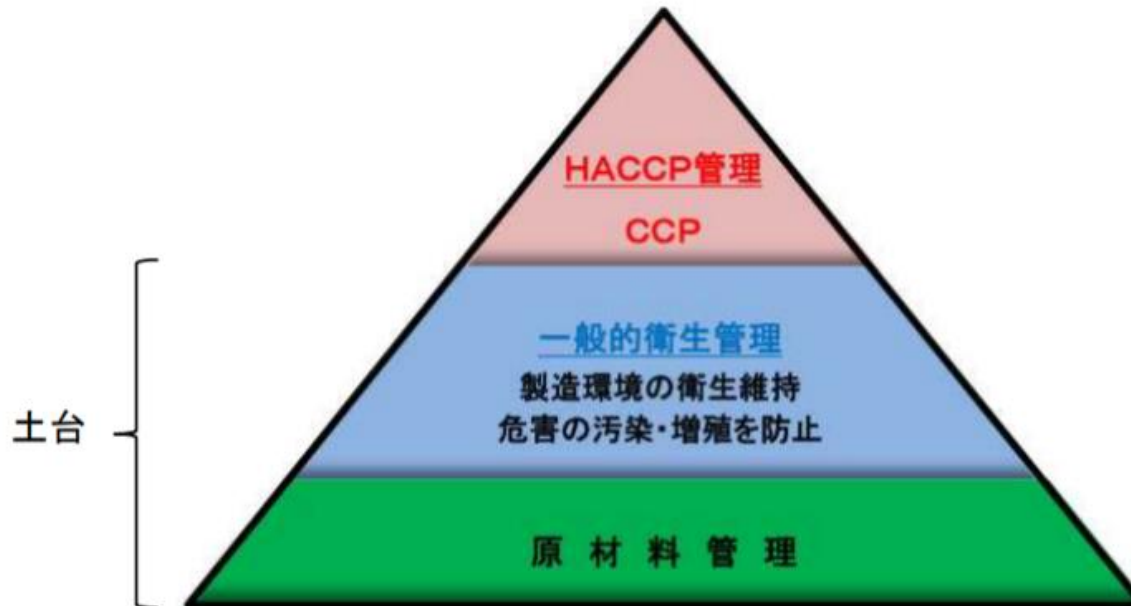 HACCP管理
CCP
一般的衛生管理
製造環境の衛生維持
危害の汚染・増殖を防止
土台
原材料管理